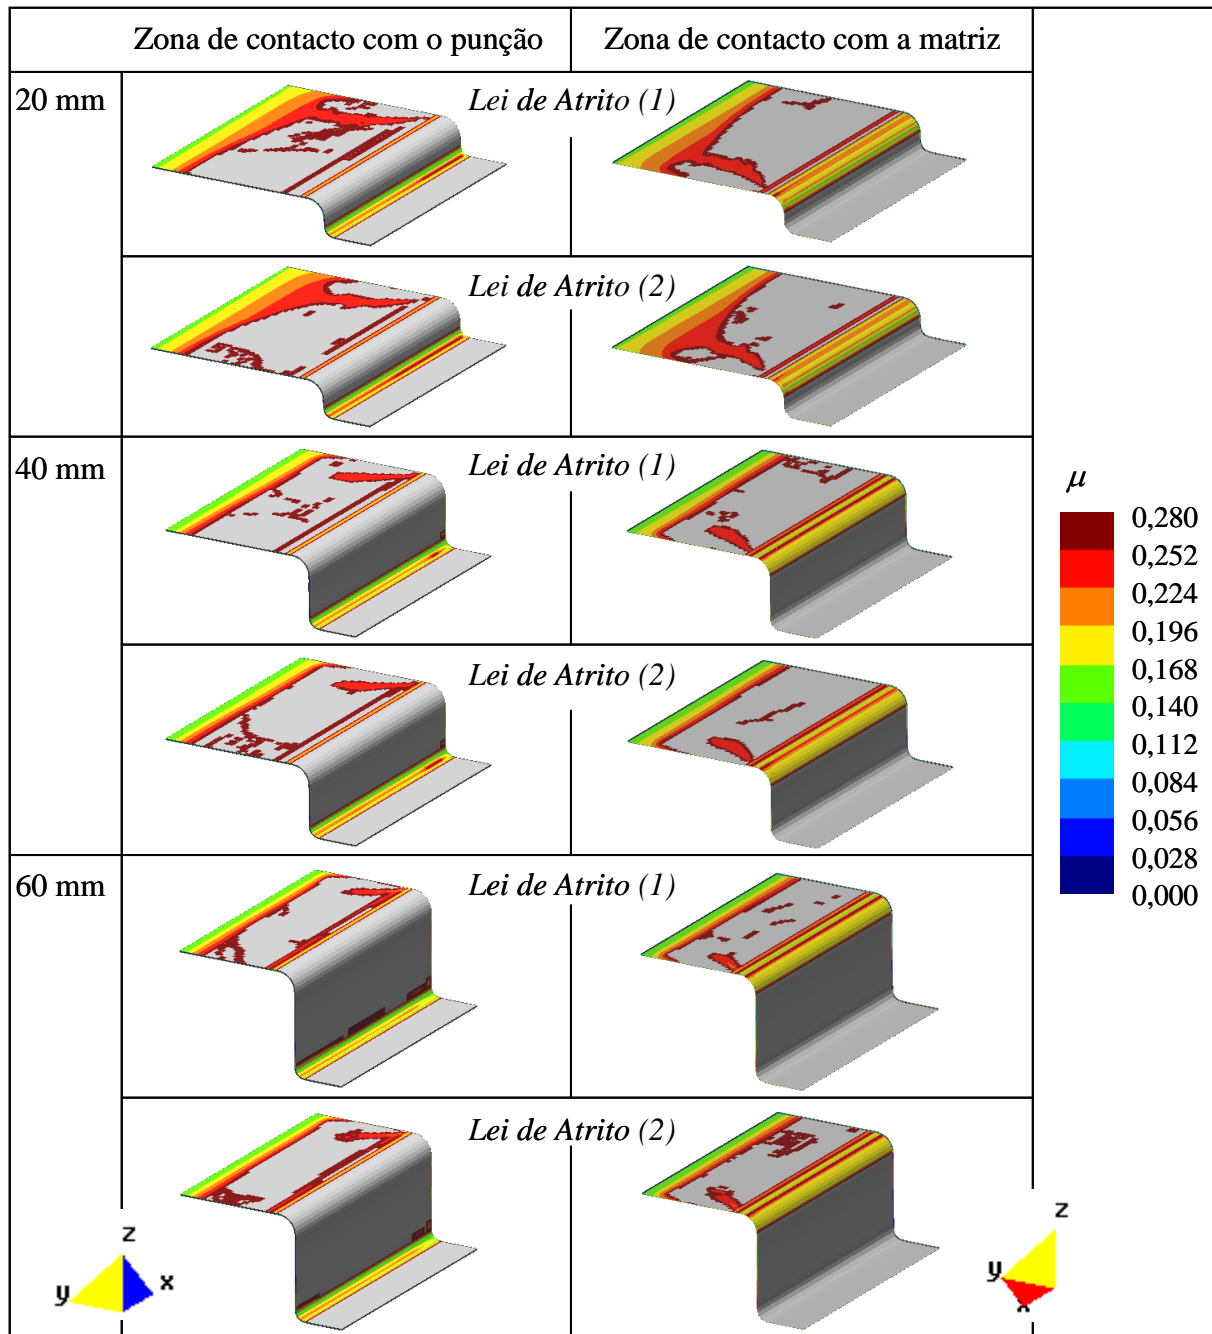 Zona de contacto com o punção
Zona de contacto com a matriz
20 mm
Lei de Atrito (1)
Lei de Atrito (2)
40 mm
Lei de Atrito (1)
Lei de Atrito (2)
60 mm
Lei de Atrito (1)
Lei de Atrito (2)
μ
0,280
0,252
0,224
0,196
0,168
0,140
0,112
0,084
0,056
0,028
0,000
z
y
x
z
y
x